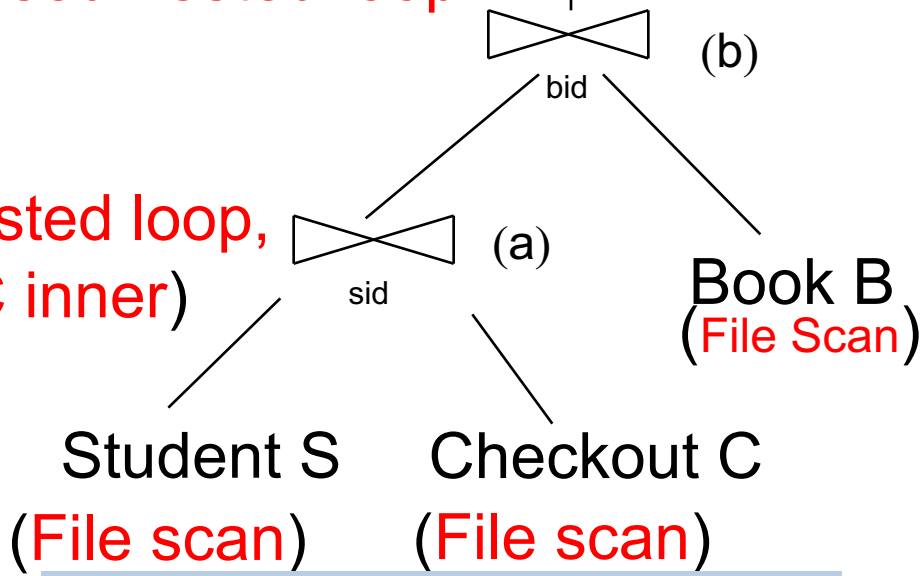 (b)
bid
sted loop,
(a)
C inner)
sid
Book B
(File Scan)
Student S
Checkout C
(File scan)
(File scan)